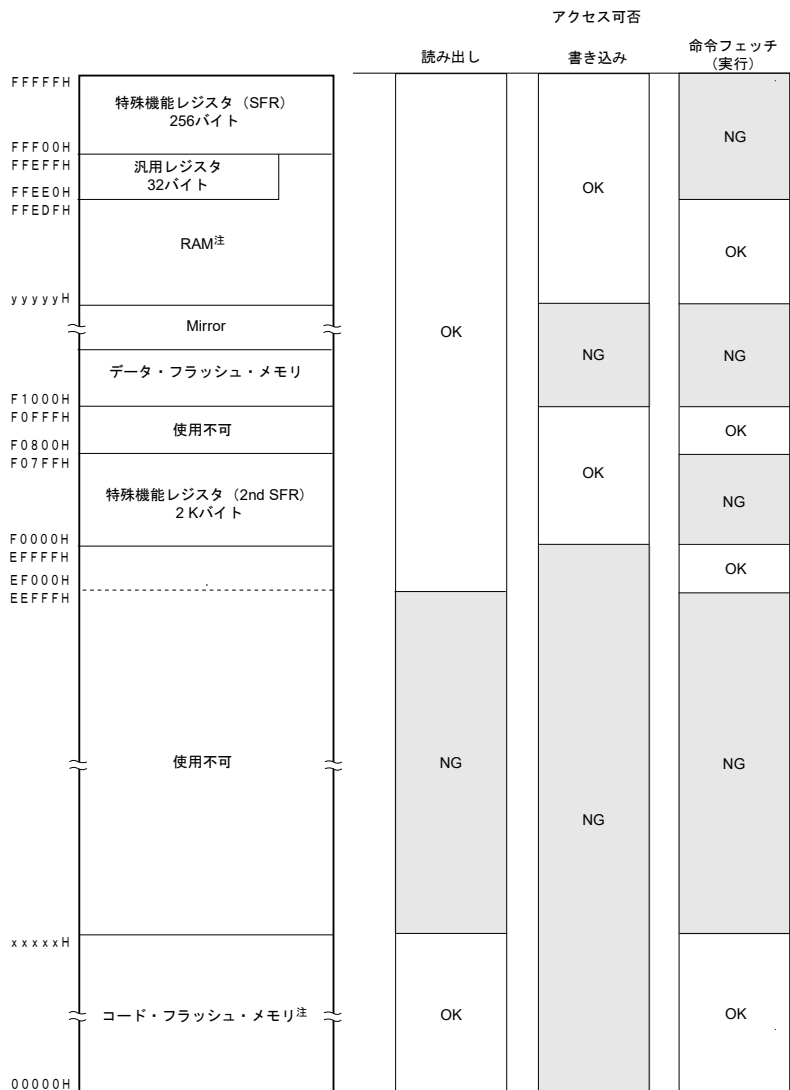 アクセス可否
読み出し
書き込み
命令フェッチ
(実行)
FFFFFH
特殊機能レジスタ (SFR)
256バイト
NG
FFF00H
FFEFFH
汎用レジスタ
32バイト
FFEE0H
FFEDFH
OK
RAM注
OK
yyyyyH
Mirror
OK
NG
NG
データ・フラッシュ・メモリ
F1000H
F0FFFH
使用不可
OK
F0800H
F07FFH
OK
特殊機能レジスタ (2nd SFR)
2 Kバイト
NG
F0000H
EFFFFH
OK
EF000H
EEFFFH
使用不可
NG
NG
NG
xxxxxH
コード・フラッシュ・メモリ注
OK
OK
00000H